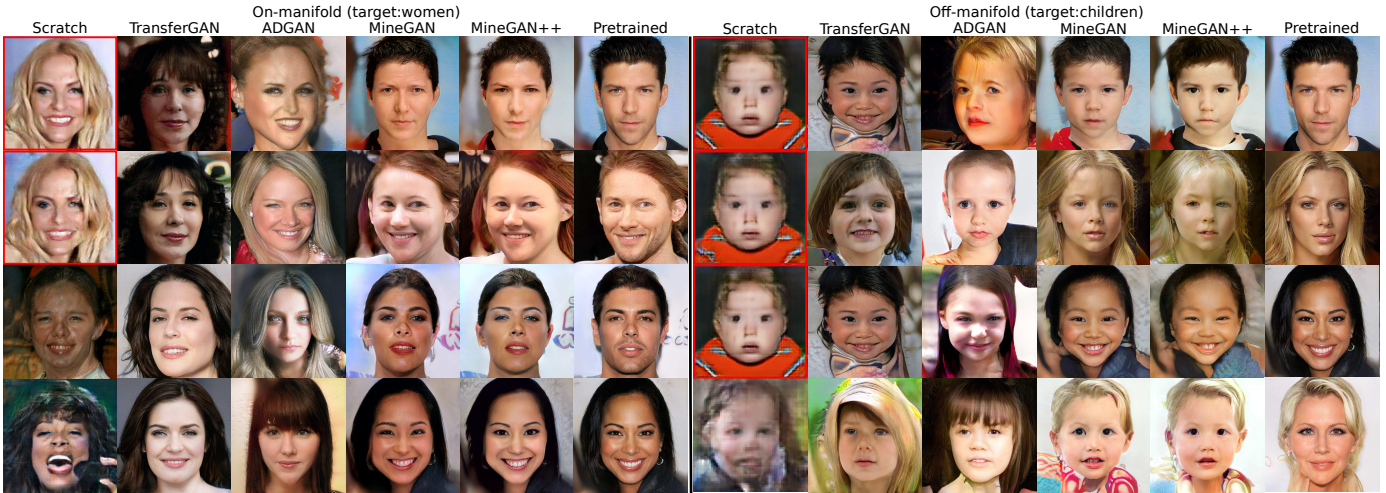 On-manifold (target:women)
Scratch TransferGAN ADGAN MineGAN MineGAN++ Pretrained
Off-manifold (target:children)
Scratch TransferGAN ADGAN MineGAN MineGAN++ Pretrained